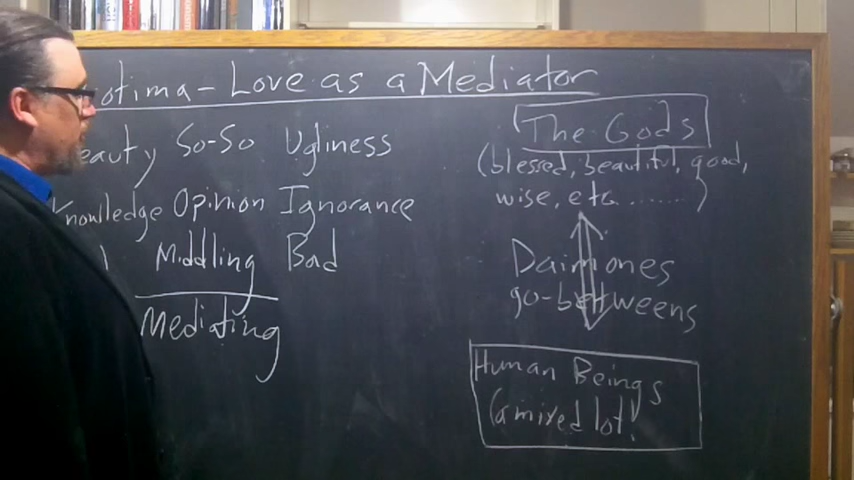 otima – Love as a Mediator
eauty So-So Ugliness
Knowledge Opinion Ignorance
Middling Bad
Mediating
The Gods
(blessed, beautiful, good,
wise, etc .......)
Daimones
go-betweens
Human Beings
(a mixed lot!